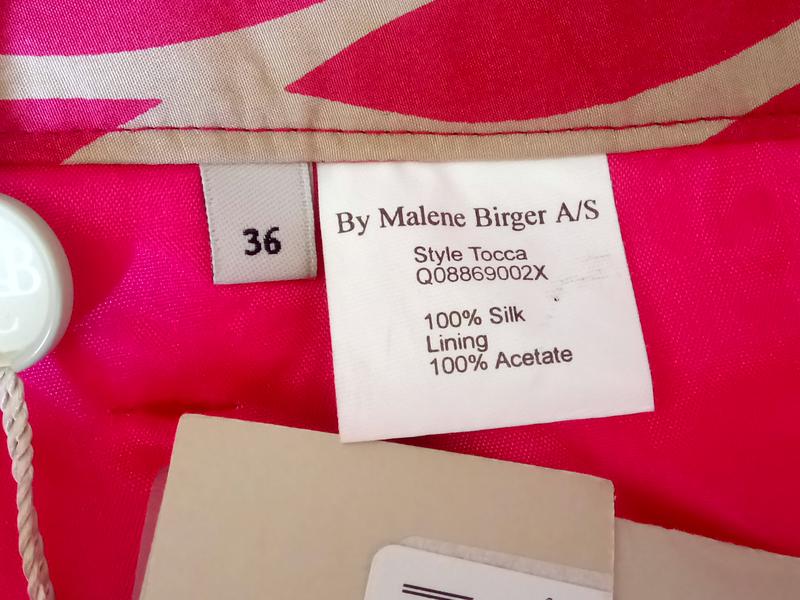 36
By Malene Birger A/S
Style Tocca
Q08869002X
100% Silk
Lining
100% Acetate